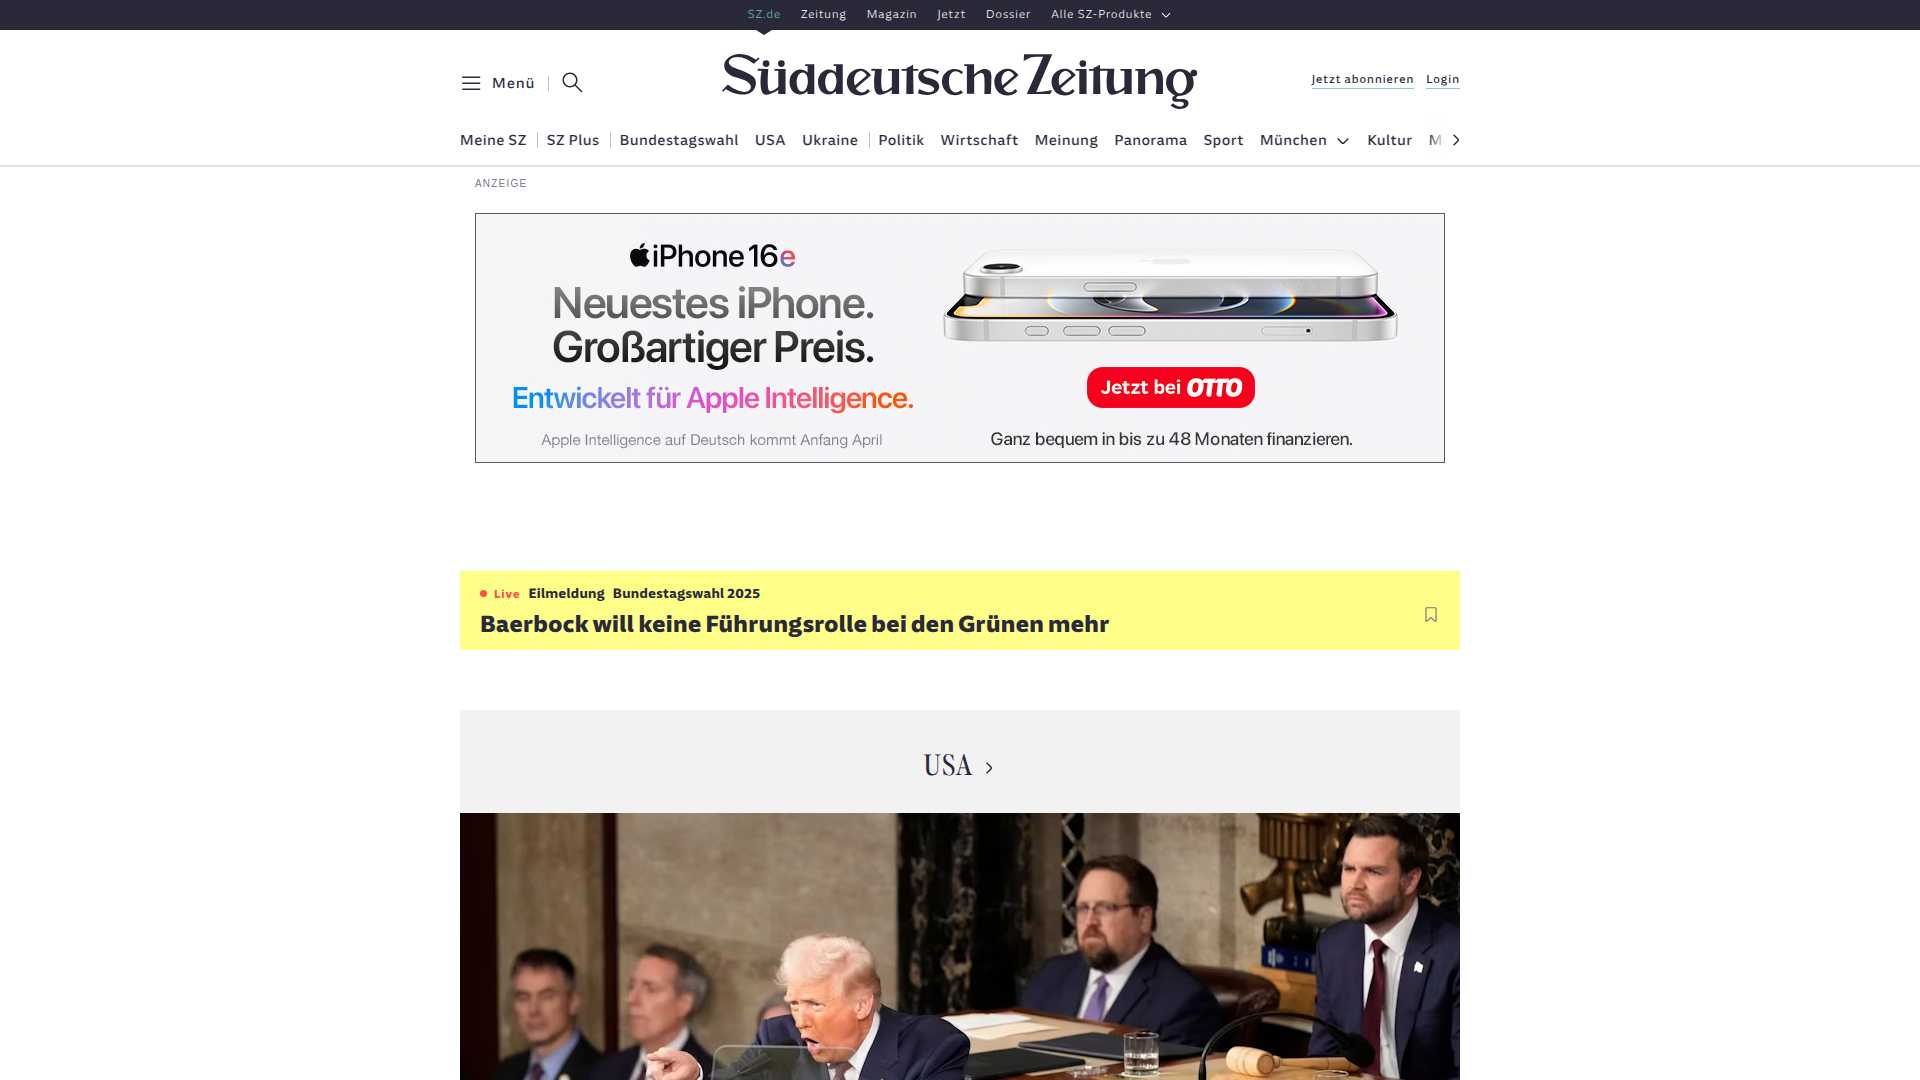 SZ.de Zeitung Magazin Jetzt Dossier Alle SZ-Produkte
Menü
Süddeutsche Zeitung
Jetzt abonnieren Login
Meine SZ SZ Plus Bundestagswahl USA Ukraine Politik Wirtschaft Meinung Panorama Sport München Kultur M
ANZEIGE
iPhone 16e
Neuestes iPhone.
Großartiger Preis.
Entwickelt für Apple Intelligence.
Apple Intelligence auf Deutsch kommt Anfang April
Jetzt bei OTTO
Ganz bequem in bis zu 48 Monaten finanzieren.
Live Eilmeldung Bundestagswahl 2025
Baerbock will keine Führungsrolle bei den Grünen mehr
USA